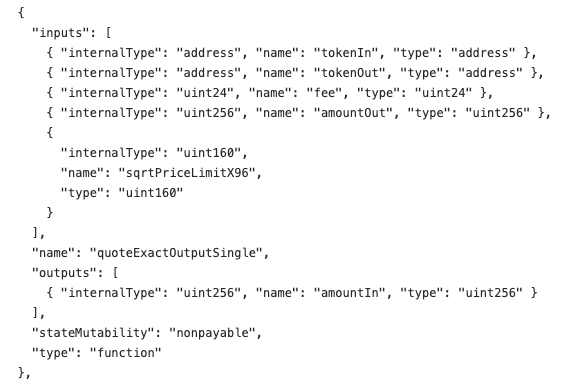 {
"inputs": [
{ "internalType": "address", "name": "tokenIn", "type": "address" },
{ "internalType": "address", "name": "tokenOut", "type": "address" },
{ "internalType": "uint24", "name": "fee", "type": "uint24" },
{ "internalType": "uint256", "name": "amountOut", "type": "uint256" },
{
"internalType": "uint160",
"name": "sqrtPriceLimitX96",
"type": "uint160"
}
],
"name": "quoteExactOutputSingle",
"outputs": [
{ "internalType": "uint256", "name": "amountIn", "type": "uint256" }
],
"stateMutability": "nonpayable",
"type": "function"
},